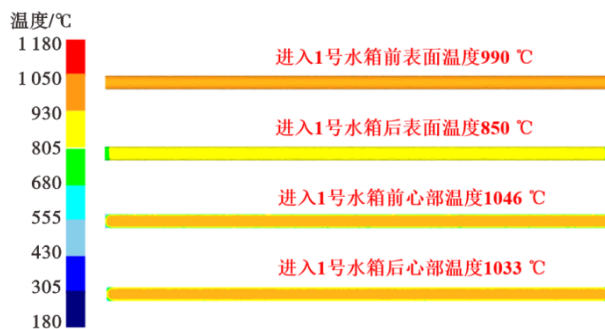 温度/℃
1 180
1 050
930
805
680
555
430
305
180
进入1号水箱前表面温度990 ℃
进入1号水箱后表面温度850 ℃
进入1号水箱前心部温度1046 ℃
进入1号水箱后心部温度1033 ℃